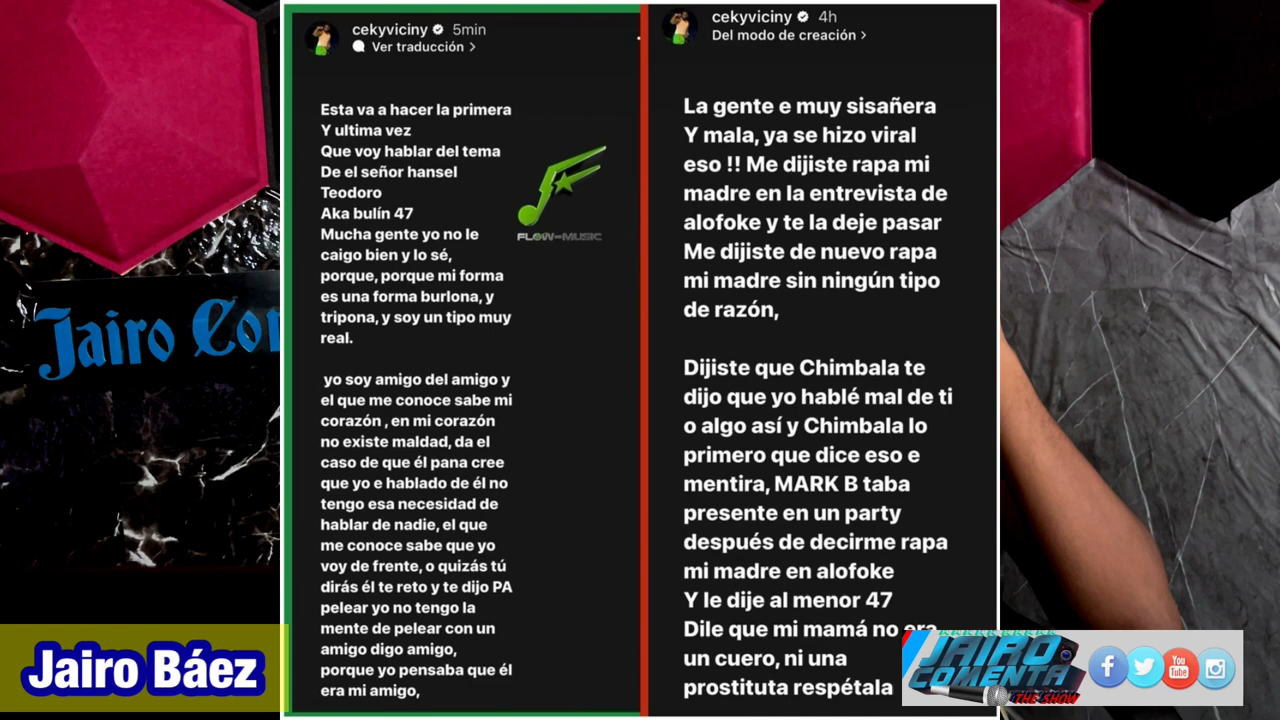 cekyviciny 5min
Ver traducción >
Esta va a hacer la primera
Y ultima vez
Que voy hablar del tema
De el señor hansel
Teodoro
Aka bulín 47
Mucha gente yo no le
caigo bien y lo sé,
porque, porque mi forma
es una forma burlona, y
tripona, y soy un tipo muy
real.
yo soy amigo del amigo y
el que me conoce sabe mi
corazón , en mi corazón
no existe maldad, da el
caso de que él pana cree
que yo e hablado de él no
tengo esa necesidad de
hablar de nadie, el que
me conoce sabe que yo
voy de frente, o quizás tú
dirás él te reto y te dijo PA
pelear yo no tengo la
mente de pelear con un
amigo digo amigo,
porque yo pensaba que él
era mi amigo,
FLOW-MUSIC
cekyviciny 4h
Del modo de creación >
La gente e muy sisañera
Y mala, ya se hizo viral
eso !! Me dijiste rapa mi
madre en la entrevista de
alofoke y te la deje pasar
Me dijiste de nuevo rapa
mi madre sin ningún tipo
de razón,
Dijiste que Chimbala te
dijo que yo hablé mal de ti
o algo así y Chimbala lo
primero que dice eso e
mentira, MARK B taba
presente en un party
después de decirme rapa
mi madre en alofoke
Y le dije al menor 47
Dile que mi mamá no era
un cuero, ni una
prostituta respétala
Jairo Co
Jairo Báez
JAIRO
COMENTA
THE SHOW
You
Tube